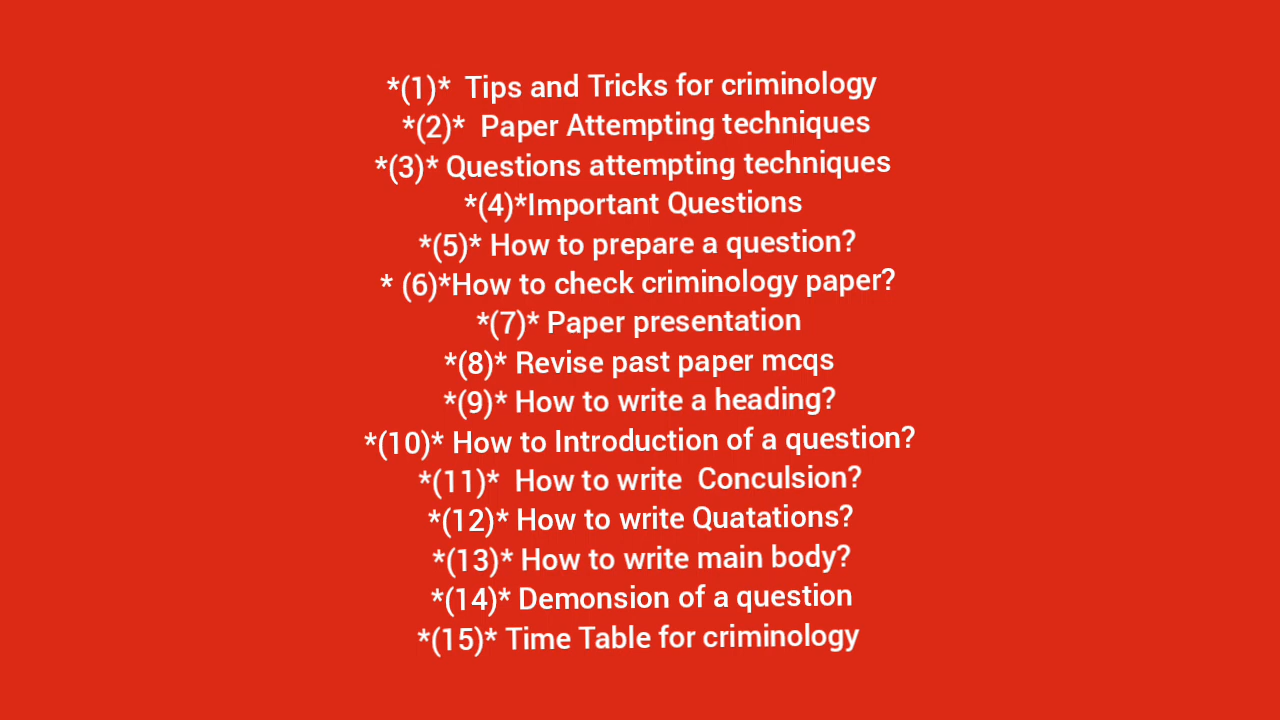 *(1)* Tips and Tricks for criminology
*(2)* Paper Attempting techniques
*(3)* Questions attempting techniques
*(4)*Important Questions
*(5)* How to prepare a question?
* (6)*How to check criminology paper?
*(7)* Paper presentation
*(8)* Revise past paper mcqs
*(9)* How to write a heading?
*(10)* How to Introduction of a question?
*(11)* How to write Conculsion?
*(12)* How to write Quatations?
*(13)* How to write main body?
*(14)* Demonsion of a question
*(15)* Time Table for criminology